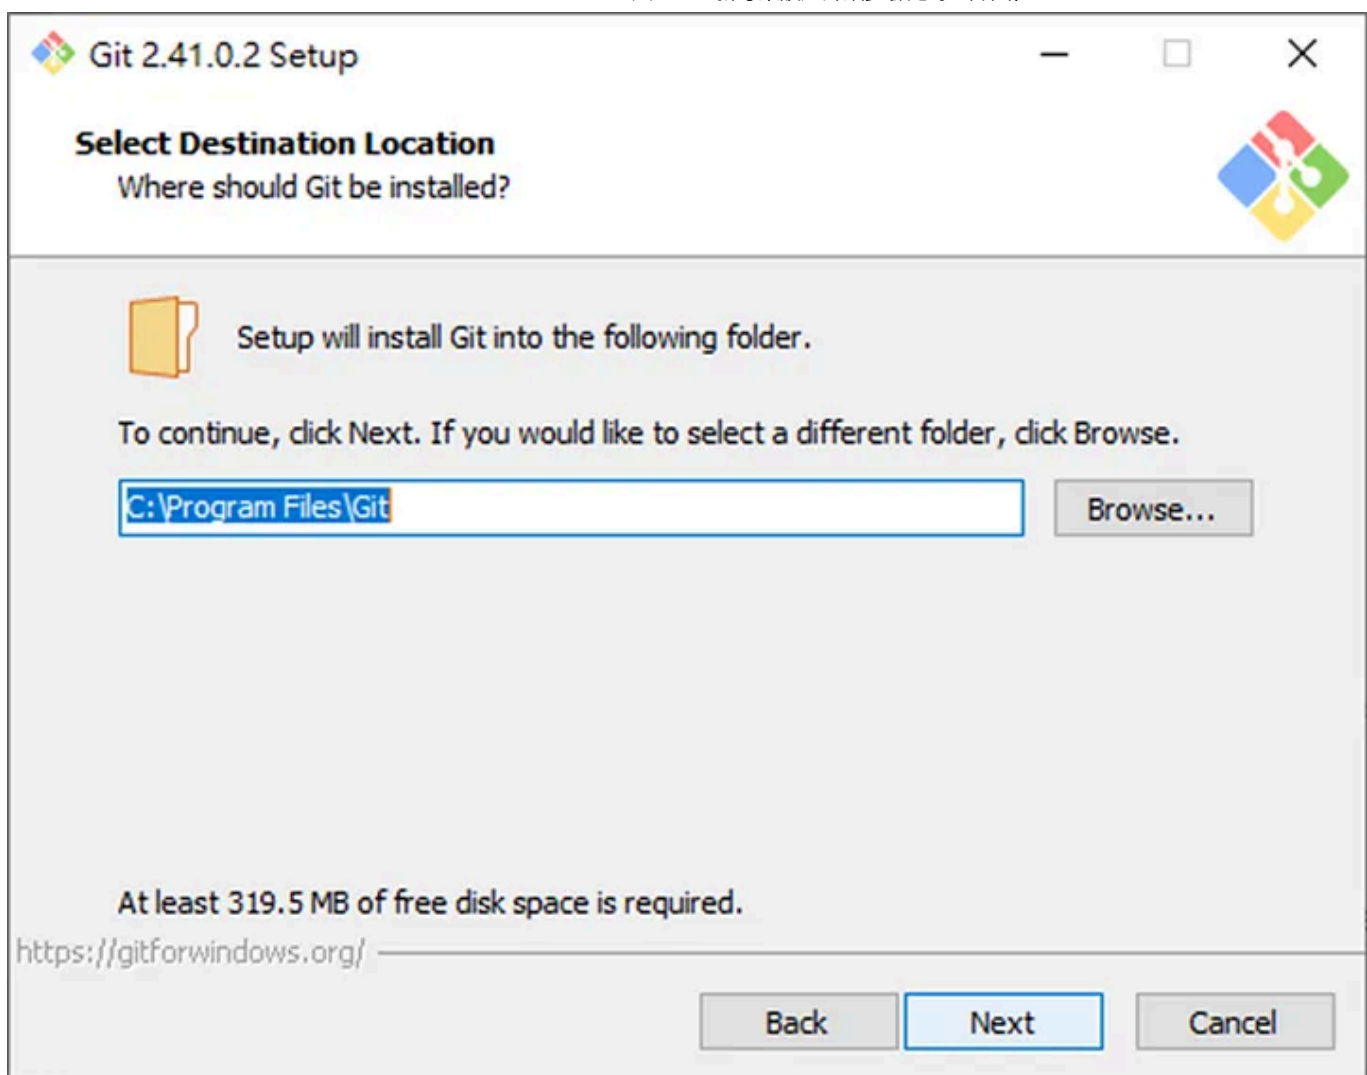 Git 2.41.0.2 Setup
Select Destination Location
Where should Git be installed?
Setup will install Git into the following folder.
To continue, click Next. If you would like to select a different folder, click Browse.
C:\Program Files\Git
Browse...
At least 319.5 MB of free disk space is required.
https://gitforwindows.org/
Back
Next
Cancel